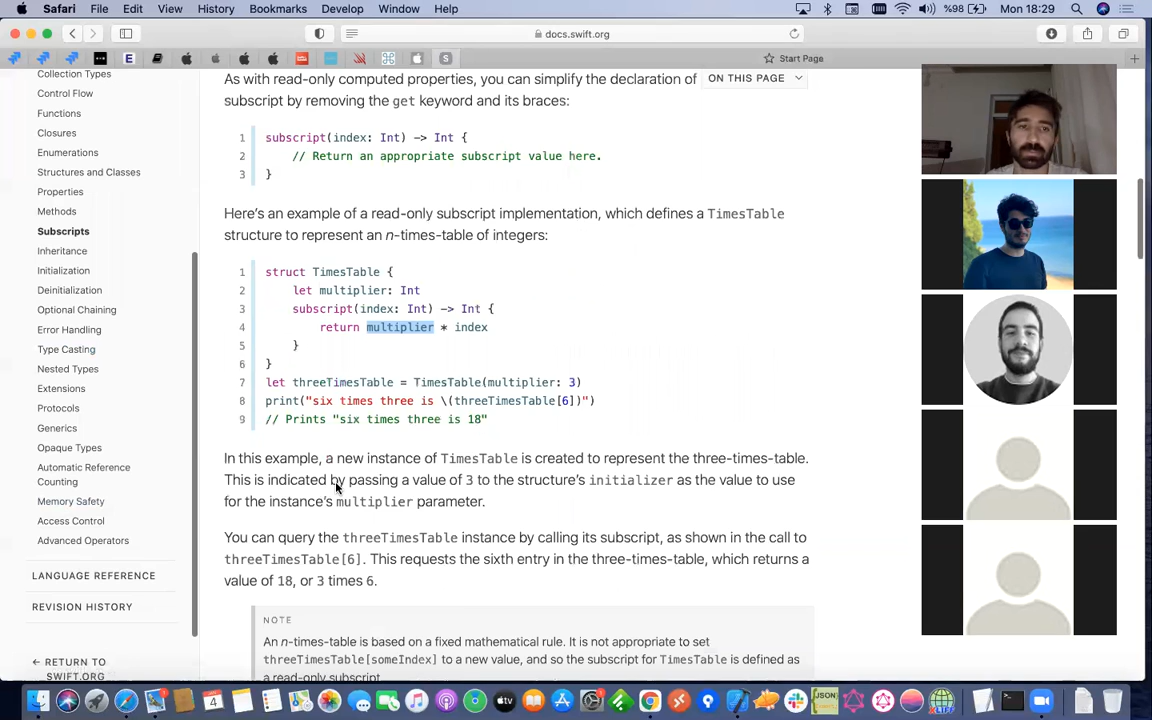 Safari File Edit View History Bookmarks Develop Window Help %98 Mon 18:29
docs.swift.org
E S Start Page
Collection Types
Control Flow
Functions
Closures
Enumerations
Structures and Classes
Properties
Methods
Subscripts
Inheritance
Initialization
Deinitialization
Optional Chaining
Error Handling
Type Casting
Nested Types
Extensions
Protocols
Generics
Opaque Types
Automatic Reference
Counting
Memory Safety
Access Control
Advanced Operators
LANGUAGE REFERENCE
REVISION HISTORY
← RETURN TO
SWIFT.ORG
ON THIS PAGE
As with read-only computed properties, you can simplify the declaration of
subscript by removing the get keyword and its braces:
1 subscript(index: Int) -> Int {
2 // Return an appropriate subscript value here.
3 }
Here's an example of a read-only subscript implementation, which defines a TimesTable
structure to represent an n-times-table of integers:
1 struct TimesTable {
2 let multiplier: Int
3 subscript(index: Int) -> Int {
4 return multiplier * index
5 }
6 }
7 let threeTimesTable = TimesTable(multiplier: 3)
8 print("six times three is \(threeTimesTable[6])")
9 // Prints "six times three is 18"
In this example, a new instance of TimesTable is created to represent the three-times-table.
This is indicated by passing a value of 3 to the structure's initializer as the value to use
for the instance's multiplier parameter.
You can query the threeTimesTable instance by calling its subscript, as shown in the call to
threeTimesTable[6]. This requests the sixth entry in the three-times-table, which returns a
value of 18, or 3 times 6.
NOTE
An n-times-table is based on a fixed mathematical rule. It is not appropriate to set
threeTimesTable[someIndex] to a new value, and so the subscript for TimesTable is defined as
a read-only subscript.
4 tv JSON XLIFF